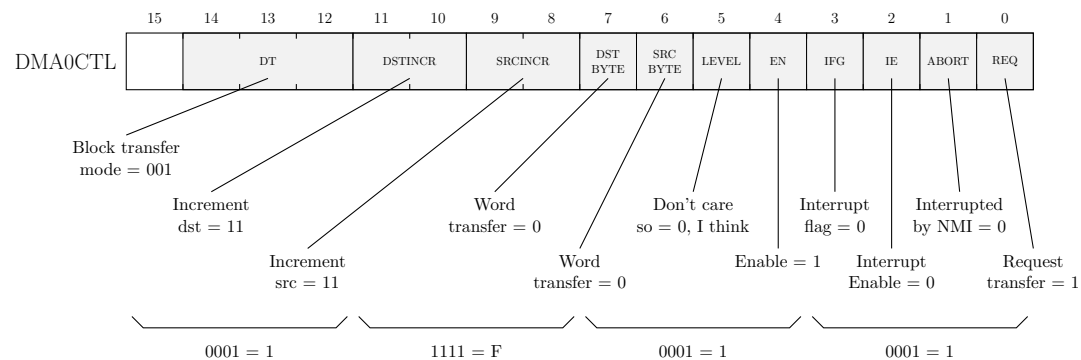 15 14 13 12 11 10 9 8 7 6 5 4 3 2 1 0
DMA0CTL
DT
DSTINCR
SRCINCR
DST
BYTE
SRC
BYTE
LEVEL
EN
IFG
IE
ABORT
REQ
Block transfer
mode = 001
Increment
dst = 11
Word
transfer = 0
Don't care
so = 0, I think
Interrupt
flag = 0
Interrupted
by NMI = 0
Increment
src = 11
Word
transfer = 0
Enable = 1
Interrupt
Enable = 0
Request
transfer = 1
0001 = 1
1111 = F
0001 = 1
0001 = 1